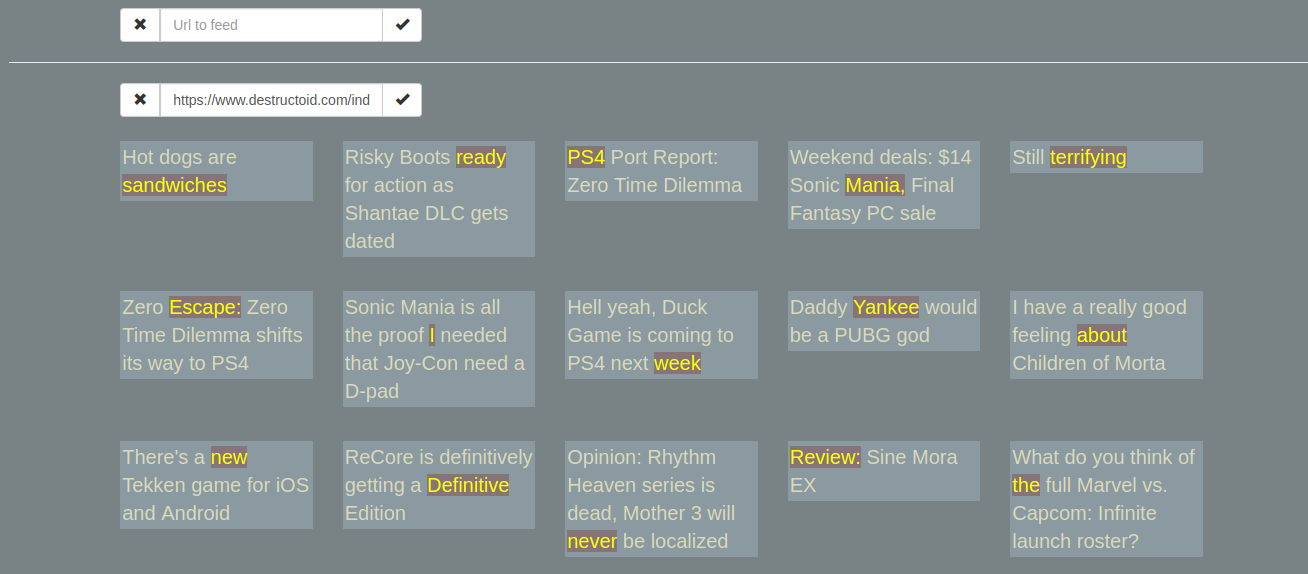 Url to feed
https://www.destructoid.com/ind
Hot dogs are
sandwiches
Risky Boots ready
for action as
Shantae DLC gets
dated
PS4 Port Report:
Zero Time Dilemma
Weekend deals: $14
Sonic Mania, Final
Fantasy PC sale
Still terrifying
Zero Escape: Zero
Time Dilemma shifts
its way to PS4
Sonic Mania is all
the proof I needed
that Joy-Con need a
D-pad
Hell yeah, Duck
Game is coming to
PS4 next week
Daddy Yankee would
be a PUBG god
I have a really good
feeling about
Children of Morta
There's a new
Tekken game for iOS
and Android
ReCore is definitively
getting a Definitive
Edition
Opinion: Rhythm
Heaven series is
dead, Mother 3 will
never be localized
Review: Sine Mora
EX
What do you think of
the full Marvel vs.
Capcom: Infinite
launch roster?